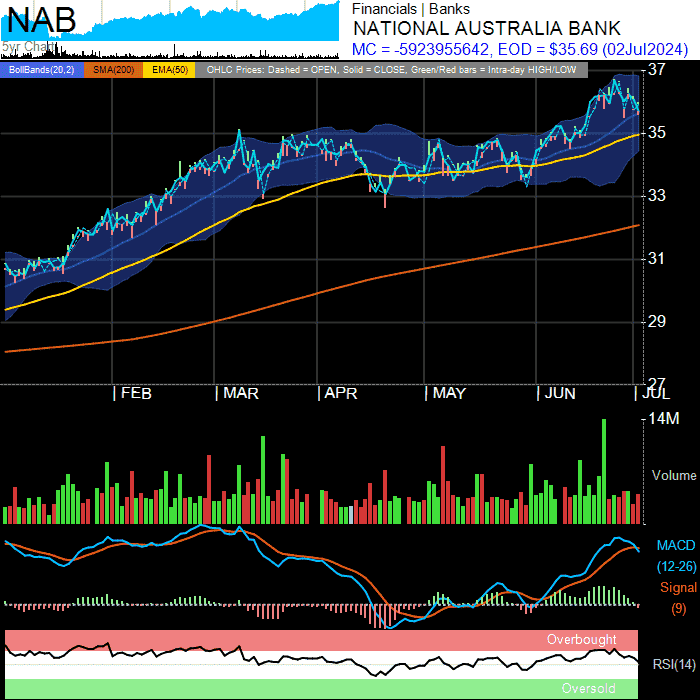 NAB
5yr Chart
Financials | Banks
NATIONAL AUSTRALIA BANK
MC = -5923955642, EOD = $35.69 (02Jul2024)
BollBands(20,2) SMA(200) EMA(50) OHLC Prices: Dashed = OPEN, Solid = CLOSE, Green/Red bars = Intra-day HIGH/LOW
37
35
33
31
29
27
| FEB | MAR | APR | MAY | JUN | JUL
14M
Volume
MACD
(12-26)
Signal
(9)
Overbought
RSI(14)
Oversold